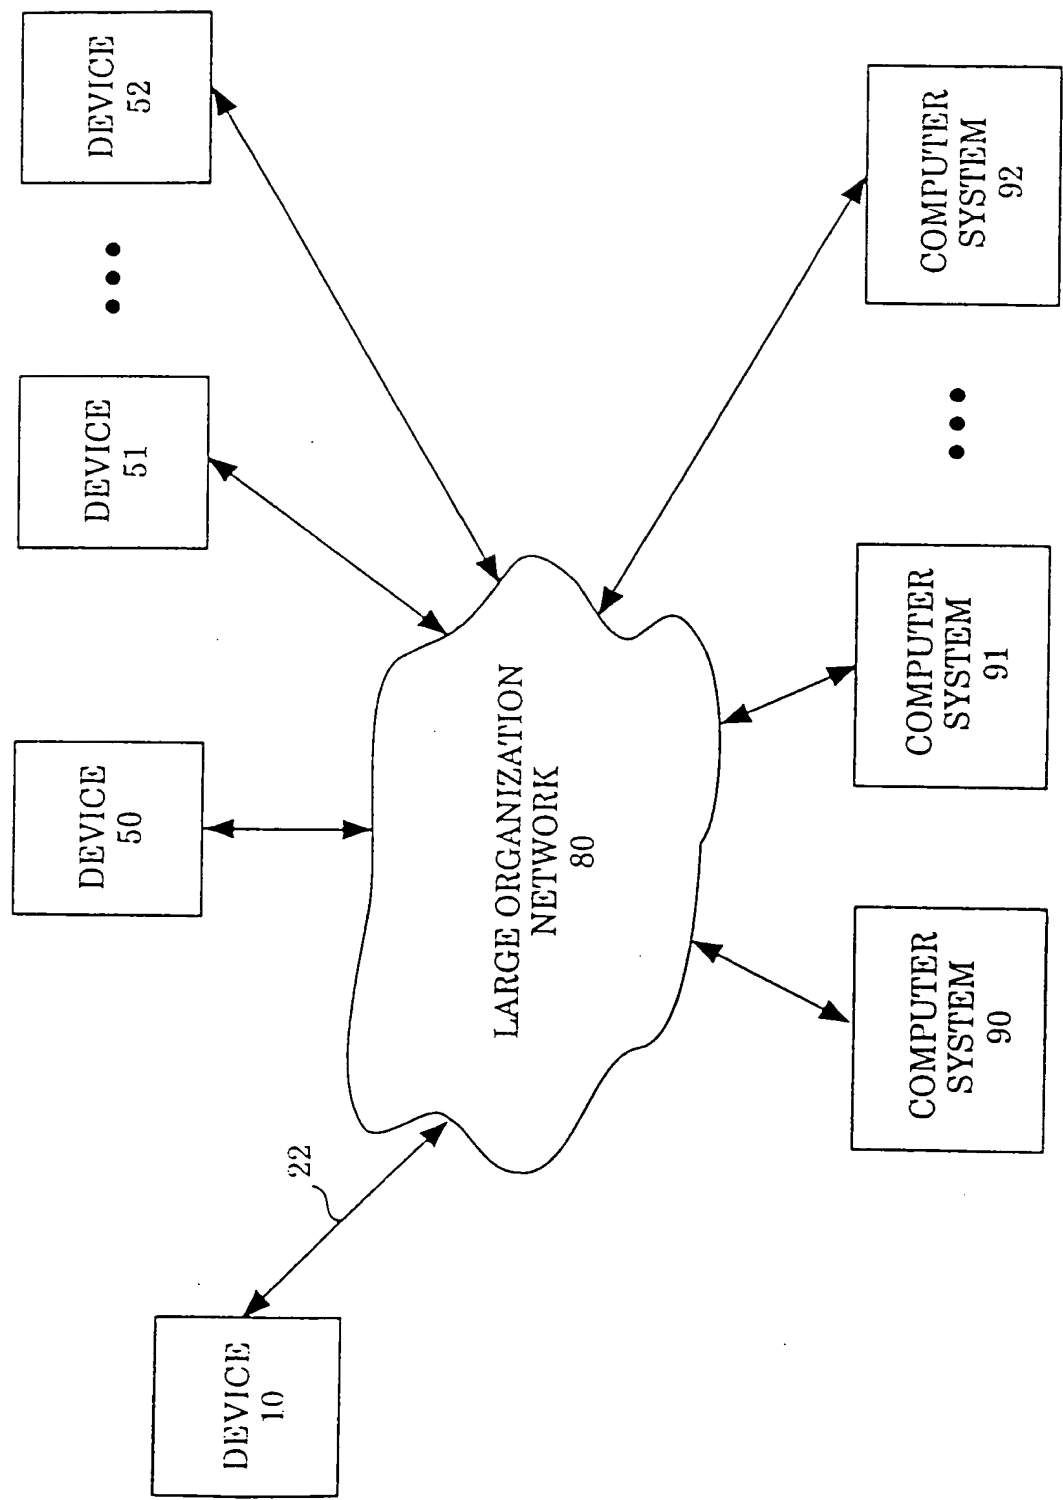 DEVICE
50
DEVICE
51
DEVICE
52
DEVICE
10
22
LARGE ORGANIZATION
NETWORK
80
COMPUTER
SYSTEM
90
COMPUTER
SYSTEM
91
COMPUTER
SYSTEM
92